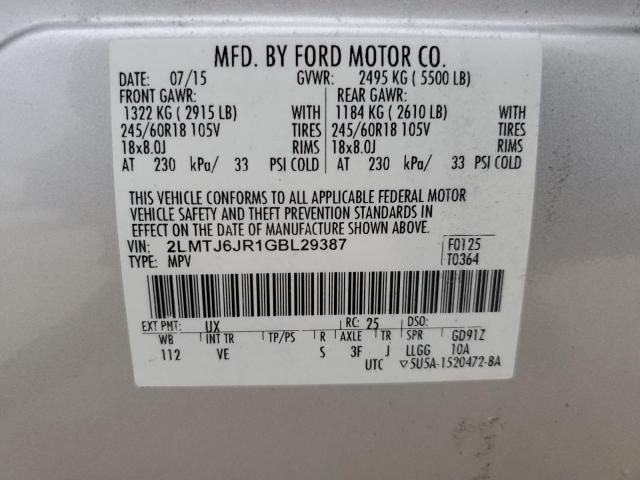 MFD. BY FORD MOTOR CO.
DATE: 07/15 GVWR: 2495 KG ( 5500 LB)
FRONT GAWR: REAR GAWR:
1322 KG ( 2915 LB) WITH 1184 KG ( 2610 LB) WITH
245/60R18 105V TIRES 245/60R18 105V TIRES
18x8.0J RIMS 18x8.0J RIMS
AT 230 kPa/ 33 PSI COLD AT 230 kPa/ 33 PSI COLD
THIS VEHICLE CONFORMS TO ALL APPLICABLE FEDERAL MOTOR
VEHICLE SAFETY AND THEFT PREVENTION STANDARDS IN
EFFECT ON THE DATE OF MANUFACTURE SHOWN ABOVE.
VIN: 2LMTJ6JR1GBL29387 F0125
TYPE: MPV T0364
EXT PNT: UX RC: 25 DSO:
WB INT TR TP/PS R AXLE TR SPR GD91Z
112 VE S 3F J LLGG 10A
UTC ▽5U5A-1520472-BA